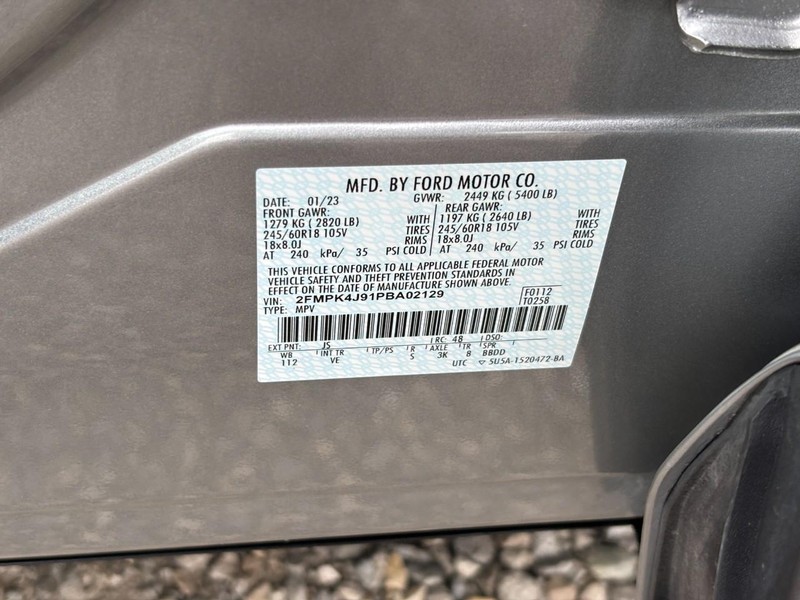 MFD. BY FORD MOTOR CO.
DATE: 01/23 GVWR: 2449 KG ( 5400 LB)
FRONT GAWR: REAR GAWR:
1279 KG ( 2820 LB) WITH 1197 KG ( 2640 LB) WITH
245/60R18 105V TIRES 245/60R18 105V TIRES
18x8.0J RIMS 18x8.0J RIMS
AT 240 kPa/ 35 PSI COLD AT 240 kPa/ 35 PSI COLD
THIS VEHICLE CONFORMS TO ALL APPLICABLE FEDERAL MOTOR
VEHICLE SAFETY AND THEFT PREVENTION STANDARDS IN
EFFECT ON THE DATE OF MANUFACTURE SHOWN ABOVE.
VIN: 2FMPK4J91PBA02129 F0112
TYPE: MPV T0258
EXT PNT: JS RC: 48 DSO:
WB INT TR TP/PS R AXLE TR SPR
112 VE 5 3K 8 BBDD
UTC ▽ 5U5A-1520472-BA